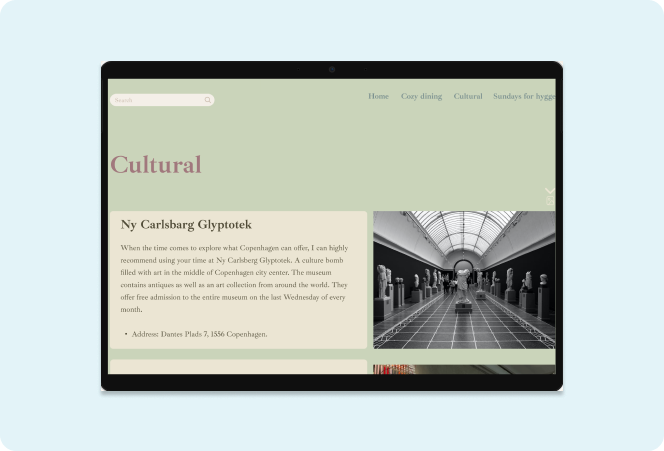 Search
Home Cozy dining Cultural Sundays for hygge
Cultural
Ny Carlsbarg Glyptotek
When the time comes to explore what Copenhagen can offer, I can highly
recommend using your time at Ny Carlsberg Glyptotek. A culture bomb
filled with art in the middle of Copenhagen city center. The museum
contains antiques as well as an art collection from around the world. They
offer free admission to the entire museum on the last Wednesday of every
month.
• Address: Dantes Plads 7, 1556 Copenhagen.